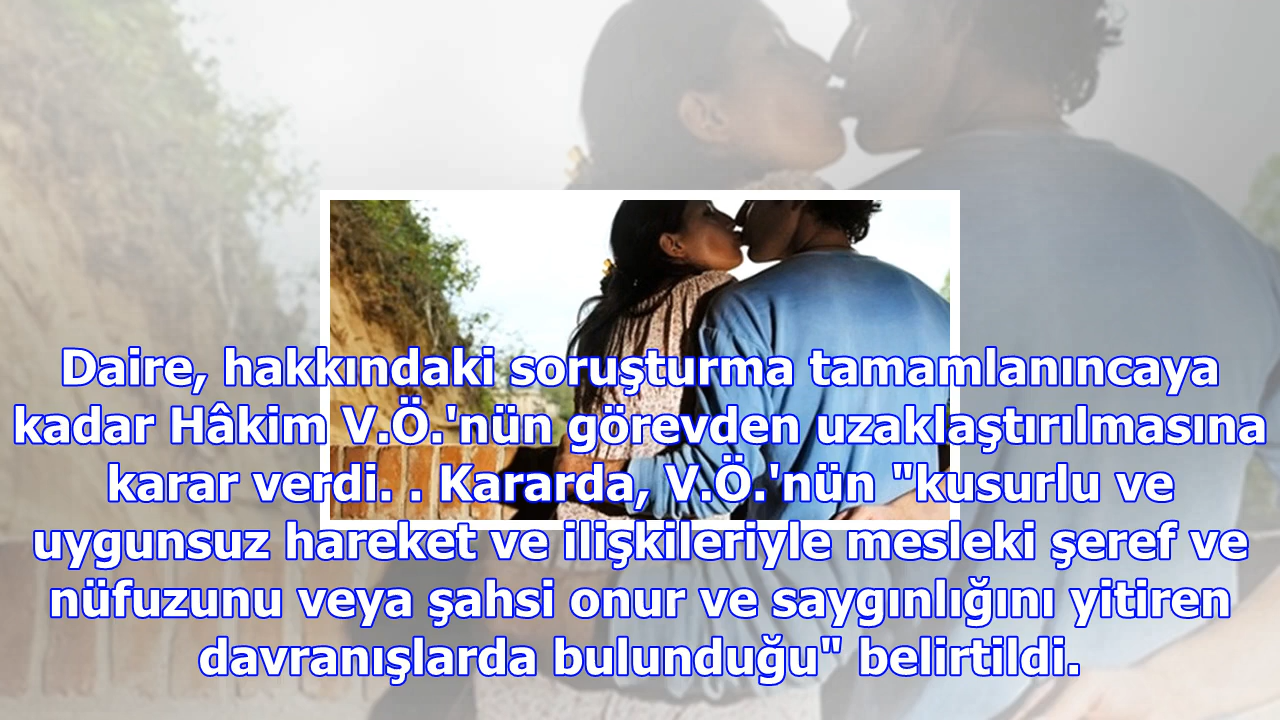 Daire, hakkındaki soruşturma tamamlanıncaya
kadar Hâkim V.Ö.'nün görevden uzaklaştırılmasına
karar verdi. . Kararda, V.Ö.'nün "kusurlu ve
uygunsuz hareket ve ilişkileriyle mesleki şeref ve
nüfuzunu veya şahsi onur ve saygınlığını yitiren
davranışlarda bulunduğu" belirtildi.